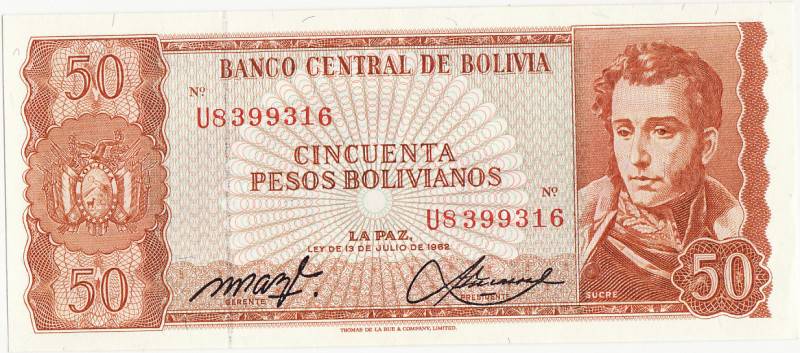 50
BANCO CENTRAL DE BOLIVIA
50
Nº
U8399316
CINCUENTA
PESOS BOLIVIANOS
Nº
U8399316
LA PAZ,
LEY DE 13 DE JULIO DE 1962
50
GERENTE
PRESIDENTE
SUCRE
50
THOMAS DE LA RUE & COMPANY, LIMITED.